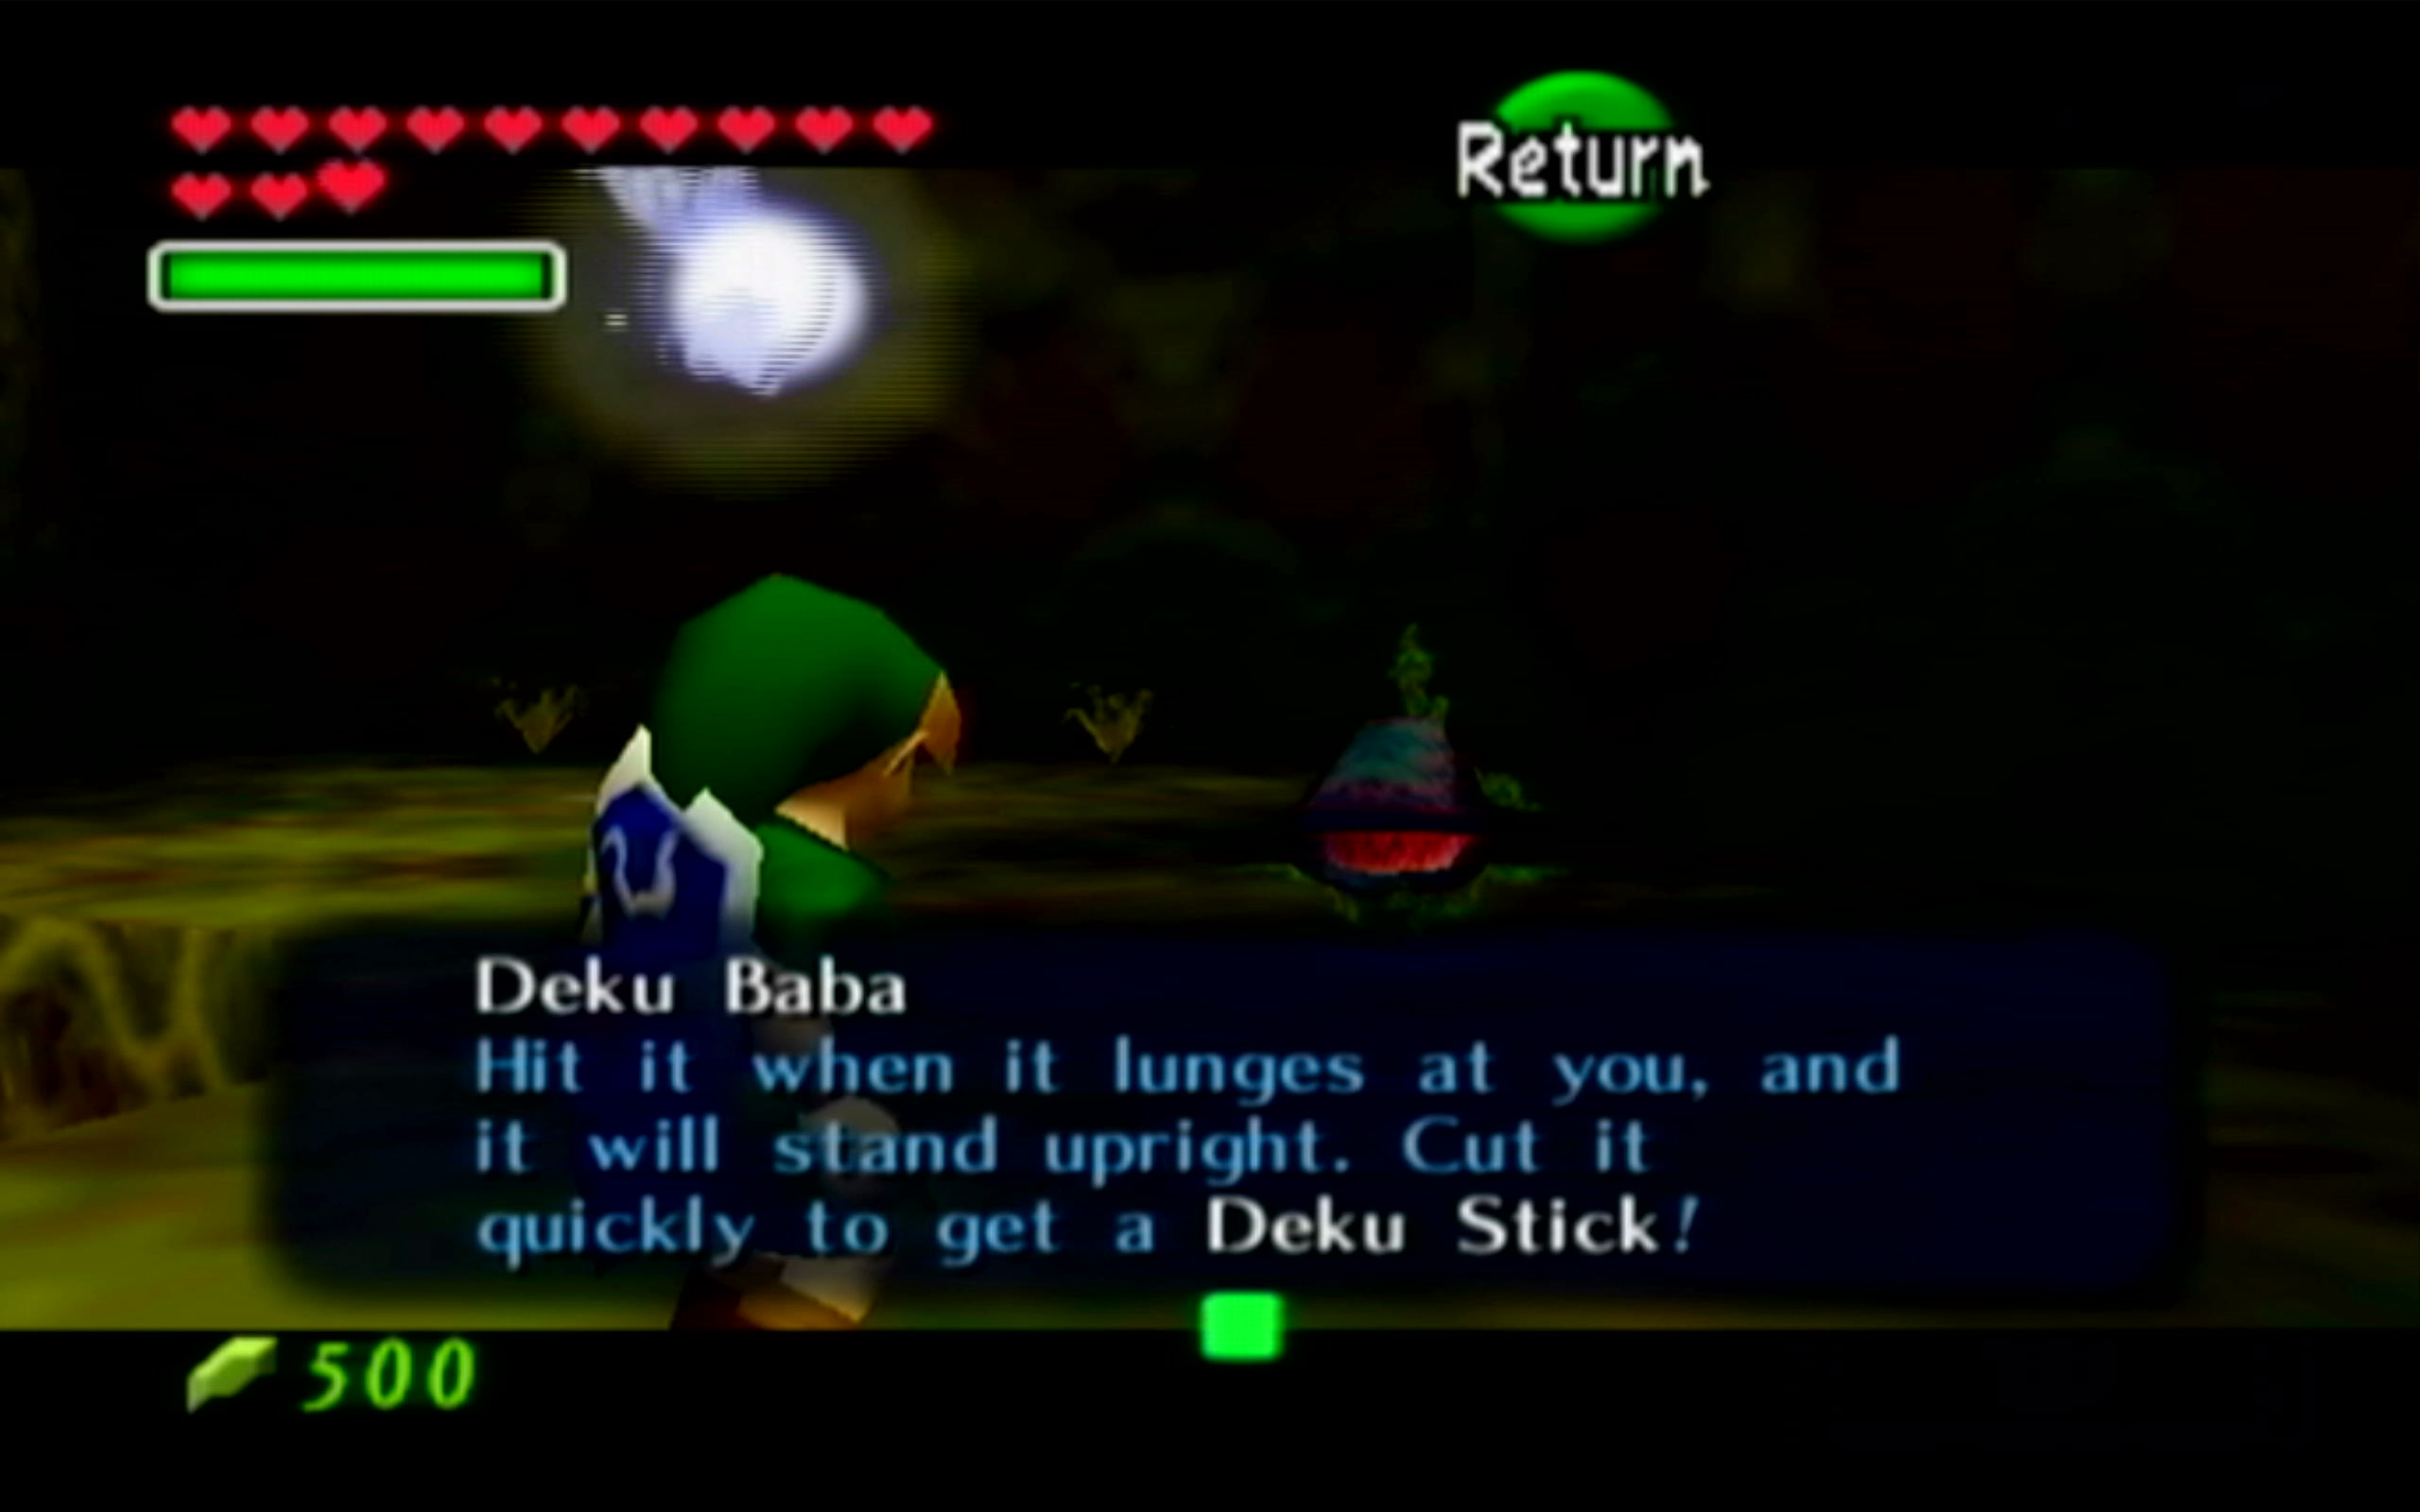 Return
Deku Baba
Hit it when it lunges at you, and
it will stand upright. Cut it
quickly to get a Deku Stick!
500